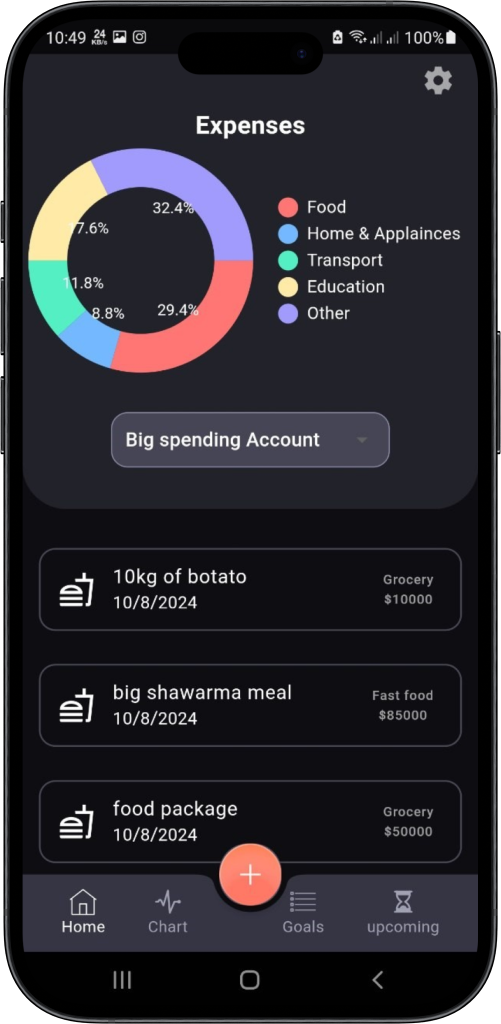 10:49 24 KB/s 100%
Expenses
32.4%
7.6%
11.8%
8.8%
29.4%
Food
Home & Applainces
Transport
Education
Other
Big spending Account
10kg of botato
10/8/2024
Grocery
$10000
big shawarma meal
10/8/2024
Fast food
$85000
food package
10/8/2024
Grocery
$50000
Home
Chart
Goals
upcoming